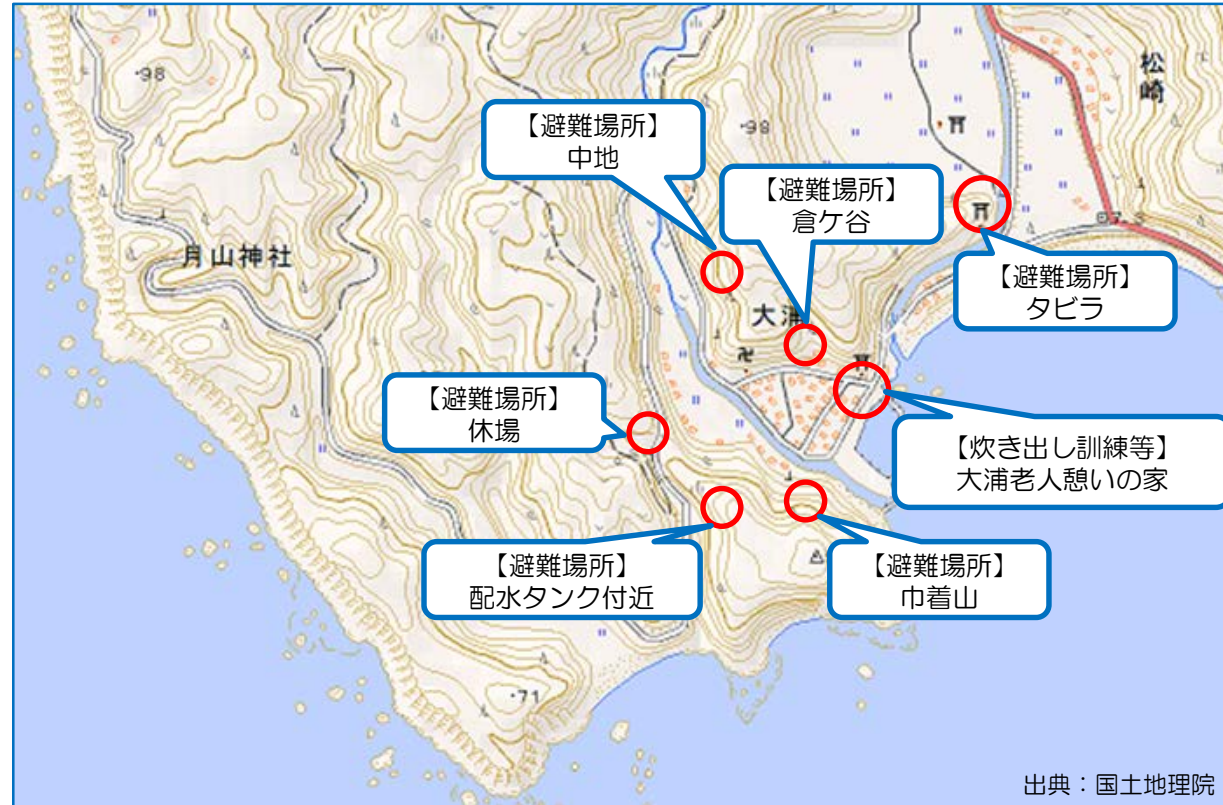 ・98
松崎
【避難場所】
中地
・98
【避難場所】
倉ケ谷
月山神社
【避難場所】
タビラ
大浦
【避難場所】
休場
【炊き出し訓練等】
大浦老人憩いの家
【避難場所】
配水タンク付近
【避難場所】
巾着山
・71
出典：国土地理院